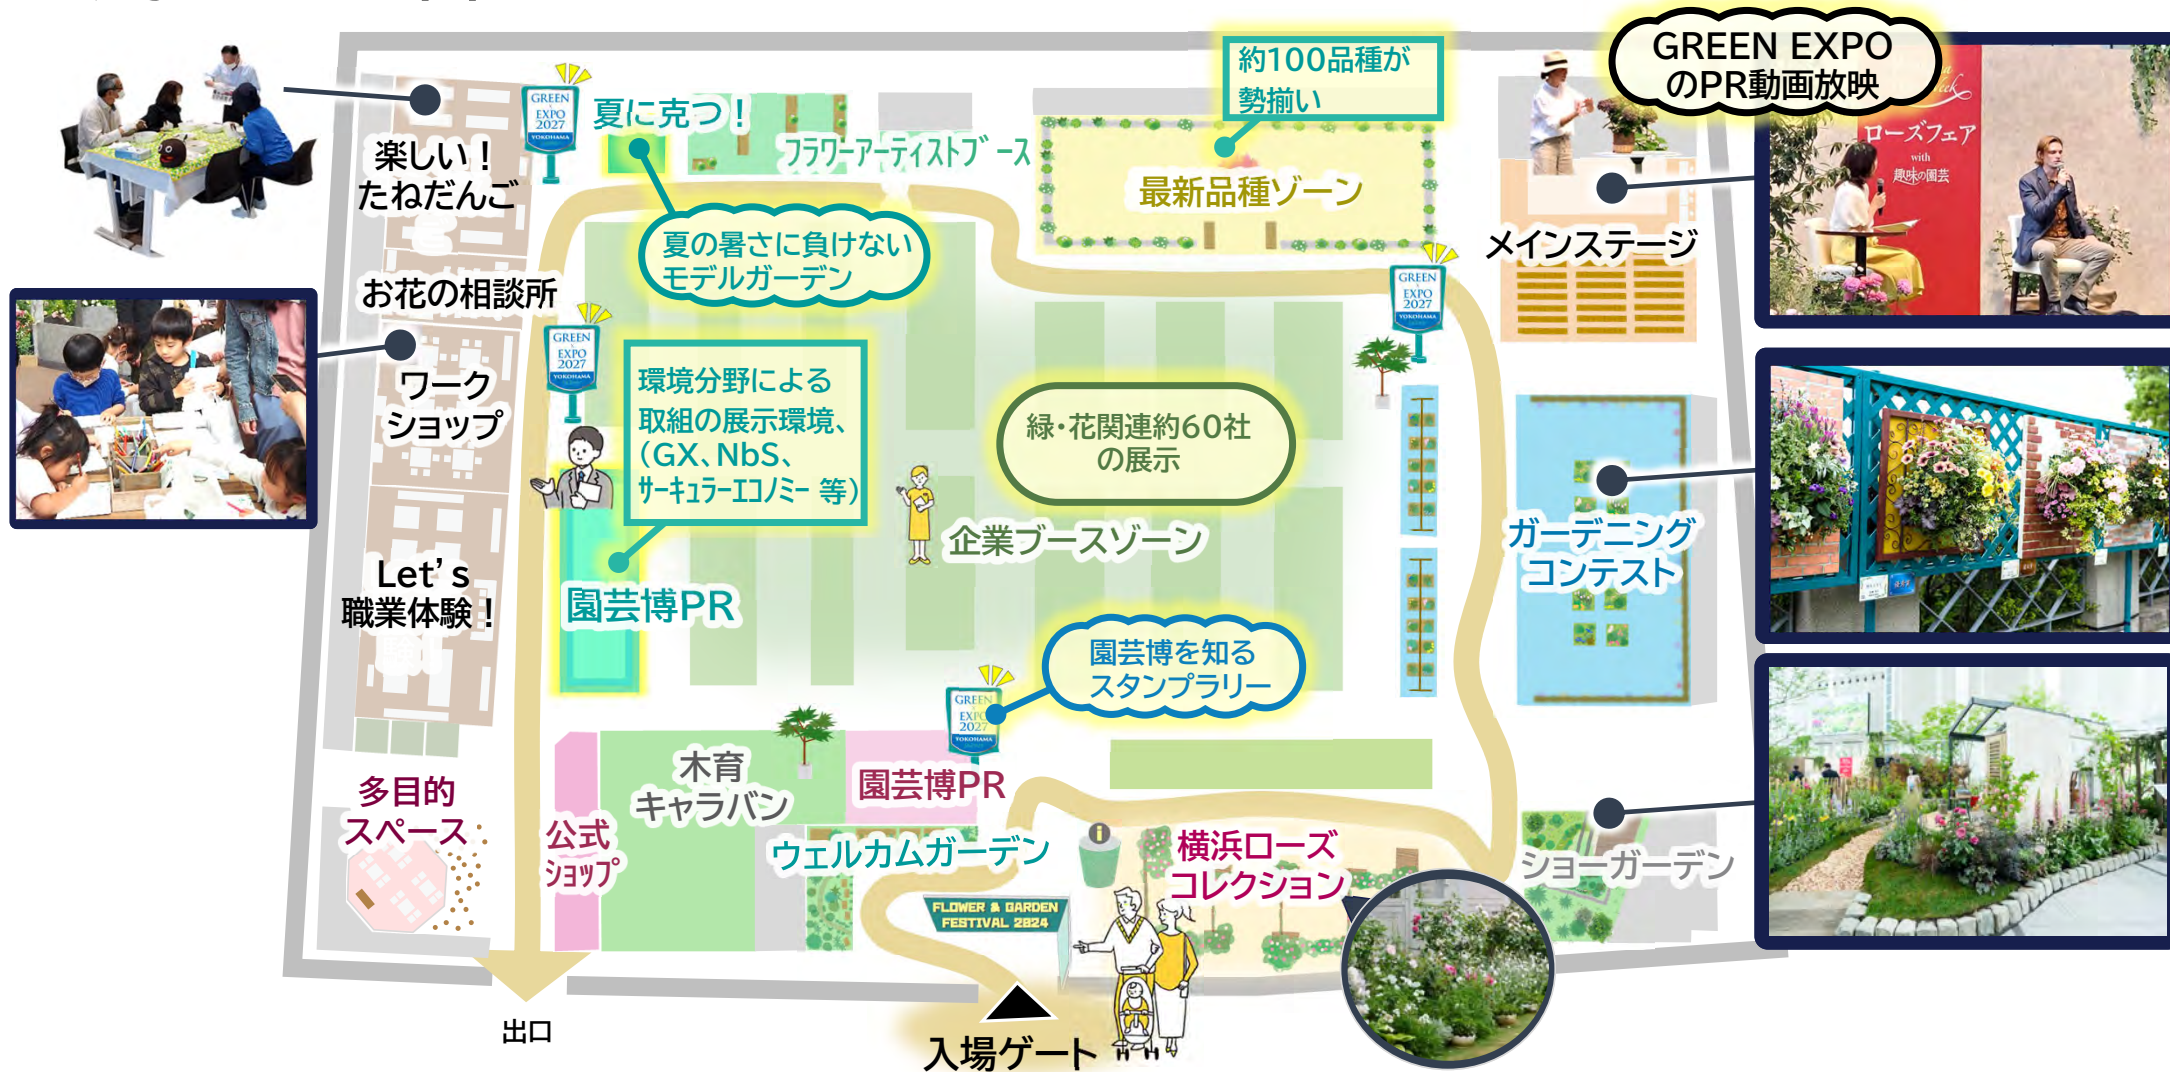 GREEN EXPO
のPR動画放映
約100品種が
勢揃い
GREEN
EXPO
2027
YOKOHAMA
夏に克つ！
フラワーアーティストブース
楽しい！
たねだんご
最新品種ゾーン
ローズフェア
with
趣味の園芸
メインステージ
夏の暑さに負けない
モデルガーデン
お花の相談所
GREEN
EXPO
2027
YOKOHAMA
GREEN
EXPO
2027
YOKOHAMA
ワーク
ショップ
環境分野による
取組の展示環境、
（GX、NbS、
サーキュラーエコノミー 等）
緑・花関連約60社
の展示
企業ブースゾーン
ガーデニング
コンテスト
Let's
職業体験！
園芸博PR
園芸博を知る
スタンプラリー
GREEN
EXPO
2027
YOKOHAMA
木育
キャラバン
園芸博PR
多目的
スペース
公式
ショップ
ウェルカムガーデン
i
横浜ローズ
コレクション
ショーガーデン
FLOWER & GARDEN
FESTIVAL 2024
出口
入場ゲート